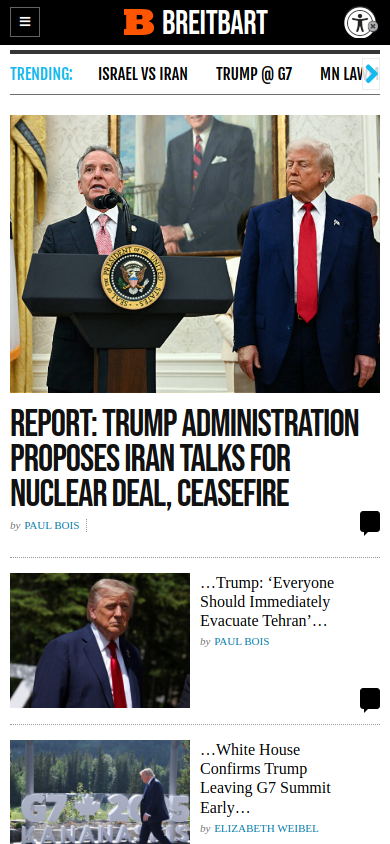 BREITBART
TRENDING: ISRAEL VS RAN TRUMP @ G7 MN LAW
REPORT: TRUMP ADMINISTRATION
PROPOSES IRAN TALKS FOR
NUCLEAR DEAL, CEASEFIRE
by PAUL BOIS
…Trump: ‘Everyone
Should Immediately
Evacuate Tehran’…
by PAUL BOIS
G7 2025
KANANASKIS
…White House
Confirms Trump
Leaving G7 Summit
Early…
by ELIZABETH WEIBEL